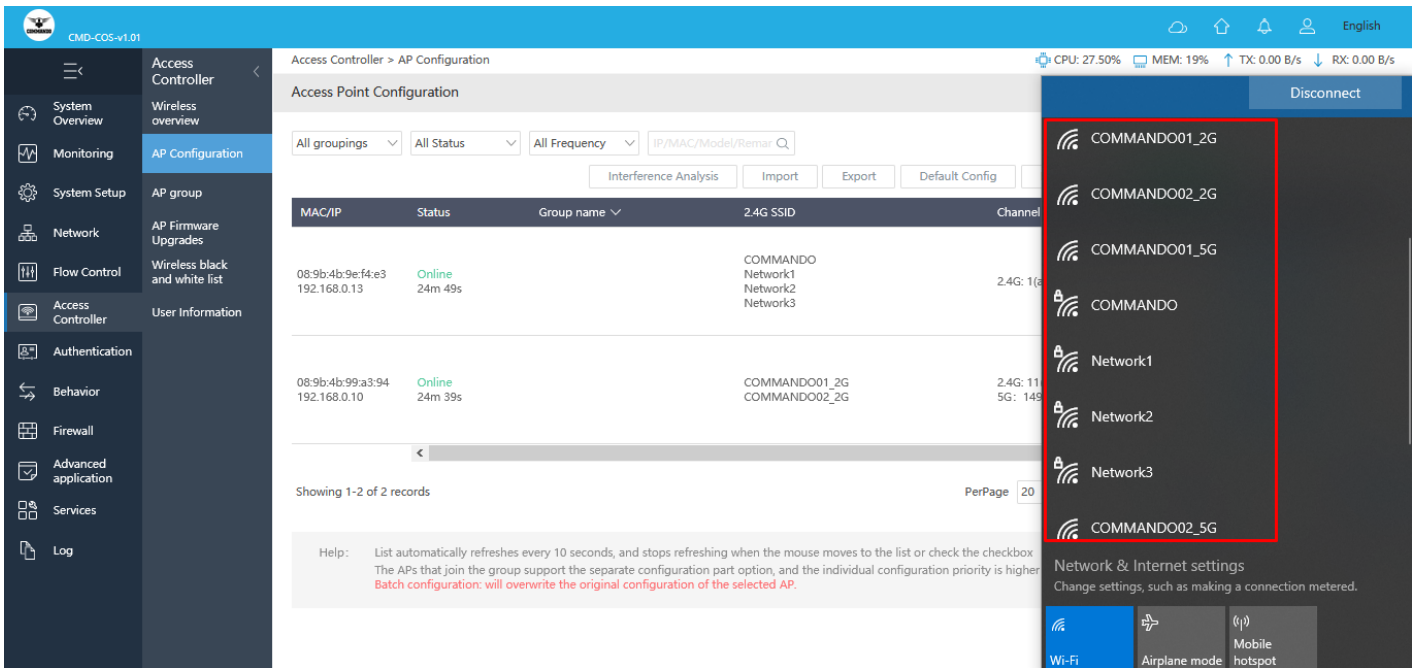 COMMANDO
CMD-COS-v1.01
English
Access Controller
Access Controller > AP Configuration
CPU: 27.50% MEM: 19% TX: 0.00 B/s RX: 0.00 B/s
System Overview
Monitoring
System Setup
Network
Flow Control
Access Controller
Authentication
Behavior
Firewall
Advanced application
Services
Log
Wireless overview
AP Configuration
AP group
AP Firmware Upgrades
Wireless black and white list
User Information
Access Point Configuration
All groupings All Status All Frequency IP/MAC/Model/Remar
Interference Analysis Import Export Default Config
MAC/IP Status Group name 2.4G SSID Channel
COMMANDO
08:9b:4b:9e:f4:e3 Online Network1
192.168.0.13 24m 49s Network2
Network3
2.4G: 1(a
08:9b:4b:99:a3:94 Online COMMANDO01_2G 2.4G: 11(
192.168.0.10 24m 39s COMMANDO02_2G 5G: 149
Showing 1-2 of 2 records PerPage 20
Help: List automatically refreshes every 10 seconds, and stops refreshing when the mouse moves to the list or check the checkbox
The APs that join the group support the separate configuration part option, and the individual configuration priority is higher
Batch configuration: will overwrite the original configuration of the selected AP.
Disconnect
COMMANDO01_2G
COMMANDO02_2G
COMMANDO01_5G
COMMANDO
Network1
Network2
Network3
COMMANDO02_5G
Network & Internet settings
Change settings, such as making a connection metered.
Wi-Fi
Airplane mode
Mobile hotspot